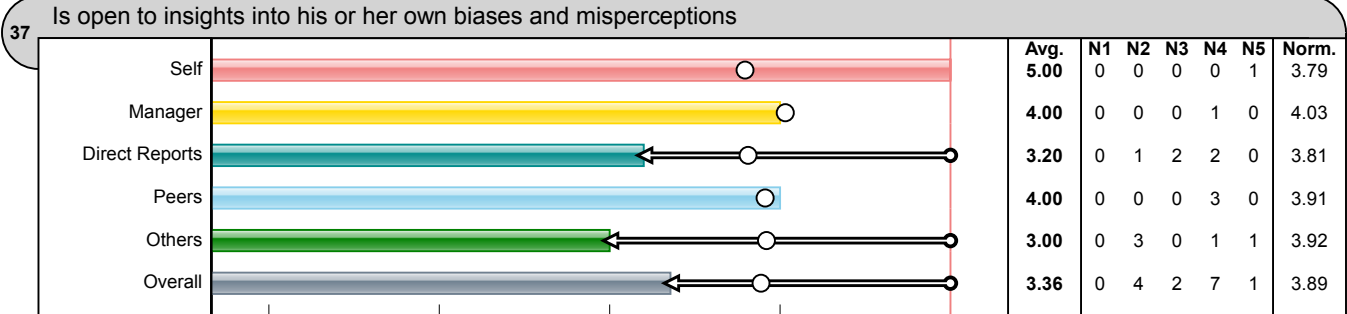 37 Is open to insights into his or her own biases and misperceptions
Avg. N1 N2 N3 N4 N5 Norm.
Self 5.00 0 0 0 0 1 3.79
Manager 4.00 0 0 0 1 0 4.03
Direct Reports 3.20 0 1 2 2 0 3.81
Peers 4.00 0 0 0 3 0 3.91
Others 3.00 0 3 0 1 1 3.92
Overall 3.36 0 4 2 7 1 3.89